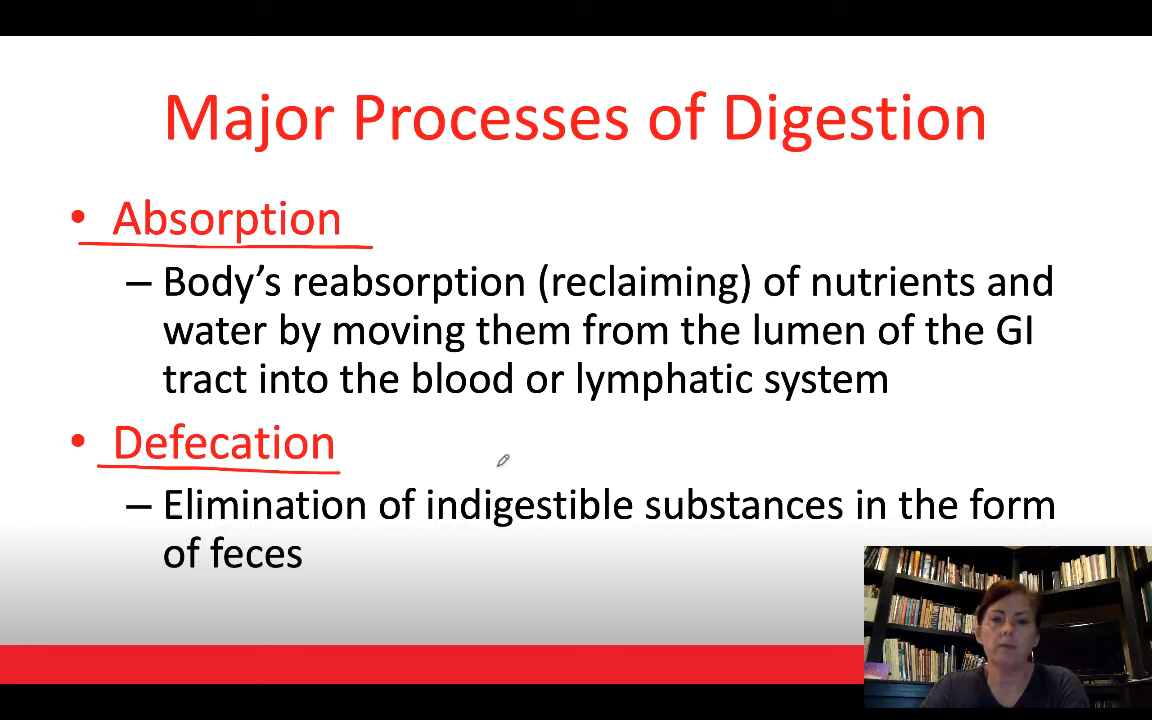 Major Processes of Digestion
• Absorption
– Body’s reabsorption (reclaiming) of nutrients and
water by moving them from the lumen of the GI
tract into the blood or lymphatic system
• Defecation
– Elimination of indigestible substances in the form
of feces